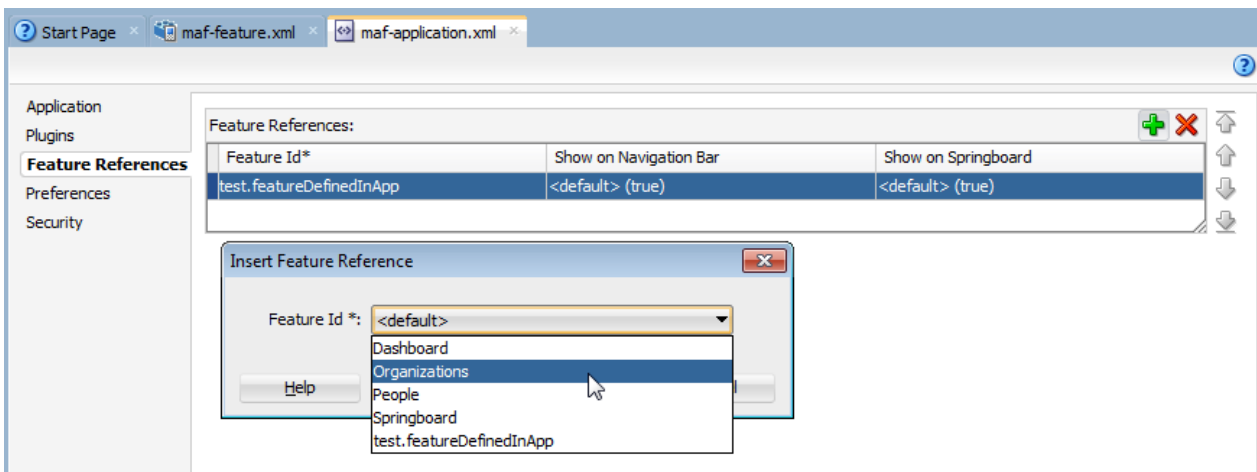 Start Page maf-feature.xml maf-application.xml
Application
Plugins
Feature References
Preferences
Security
Feature References:
Feature Id* Show on Navigation Bar Show on Springboard
test.featureDefinedInApp <default> (true) <default> (true)
Insert Feature Reference
Feature Id *: <default>
Dashboard
Organizations
Help
People
Springboard
test.featureDefinedInApp